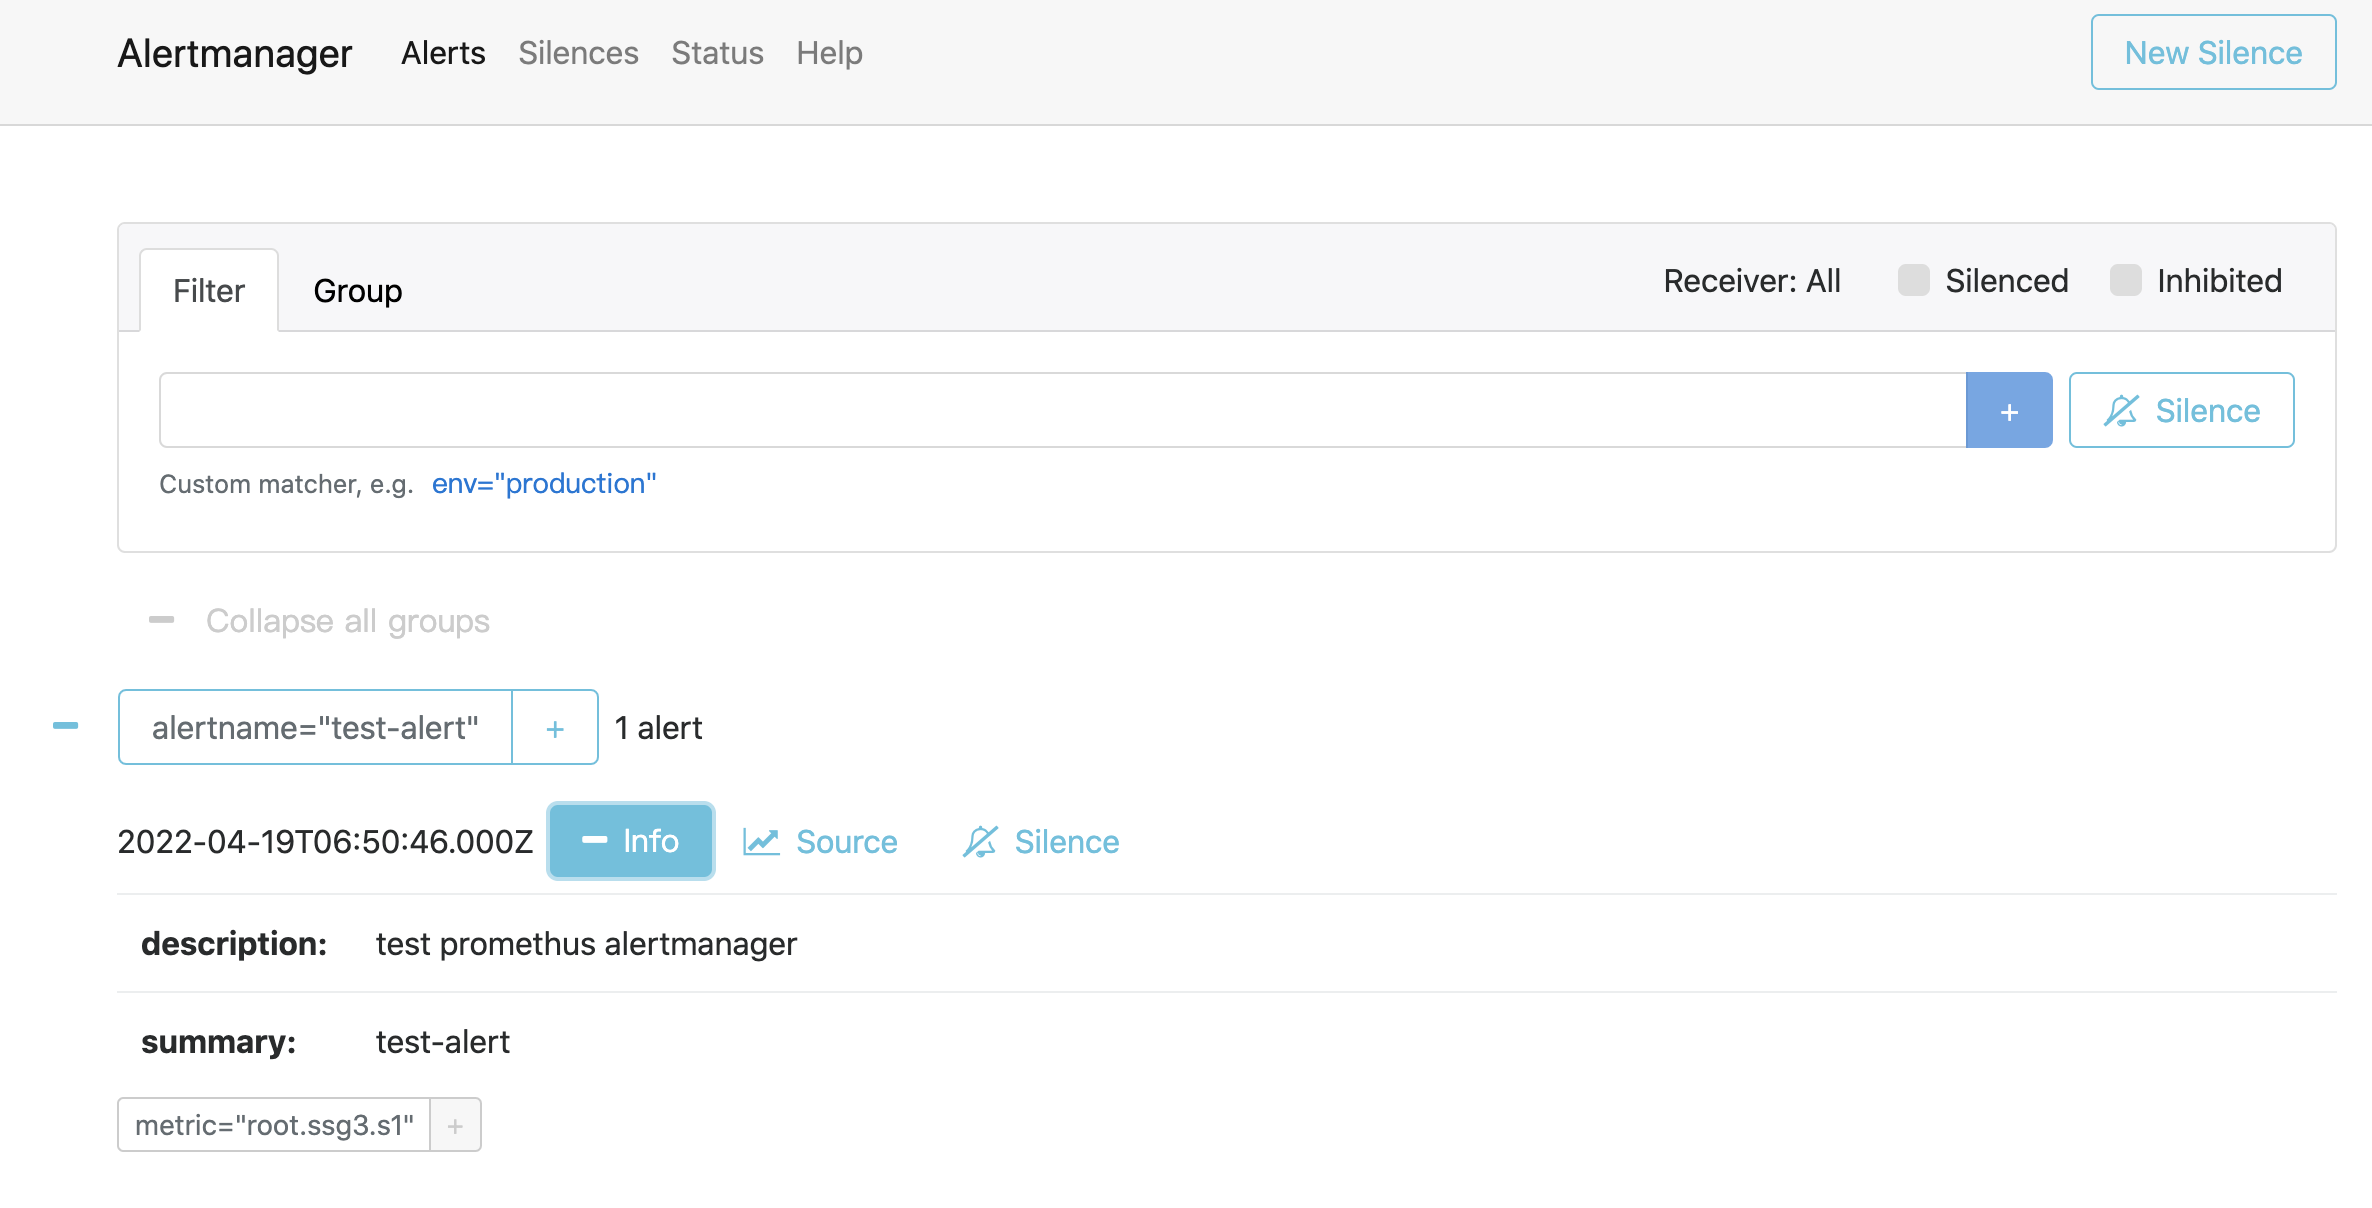 Alertmanager Alerts Silences Status Help New Silence
Filter Group Receiver: All Silenced Inhibited
+ Silence
Custom matcher, e.g. env="production"
Collapse all groups
alertname="test-alert" + 1 alert
2022-04-19T06:50:46.000Z Info Source Silence
description: test promethus alertmanager
summary: test-alert
metric="root.ssg3.s1" +